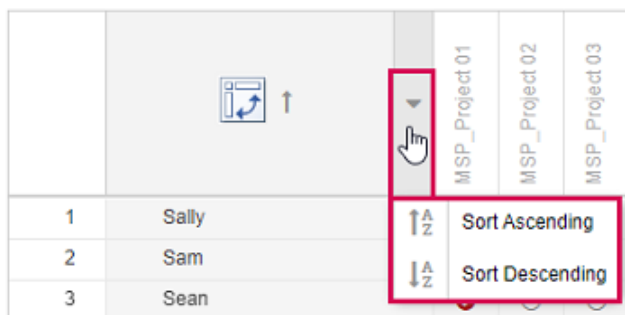 MSP_Project 01
MSP_Project 02
MSP_Project 03
1 Sally
2 Sam
3 Sean
A
Z
Sort Ascending
A
Z
Sort Descending